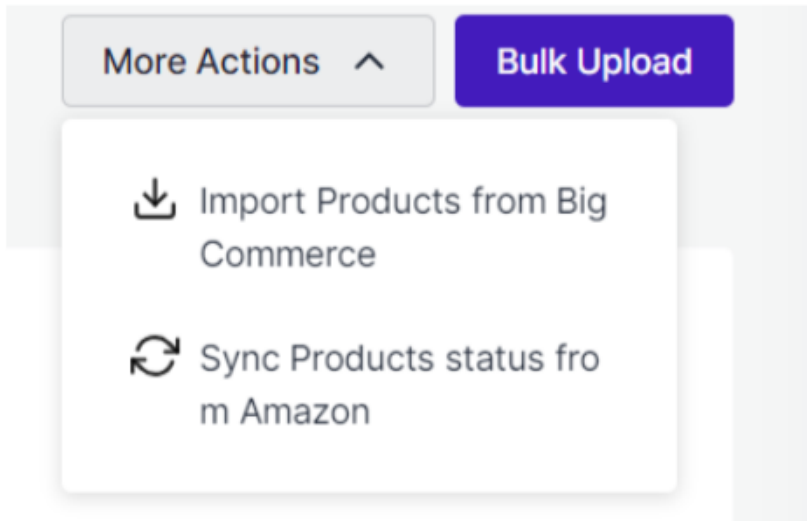 More Actions Bulk Upload
Import Products from Big
Commerce
Sync Products status fro
m Amazon